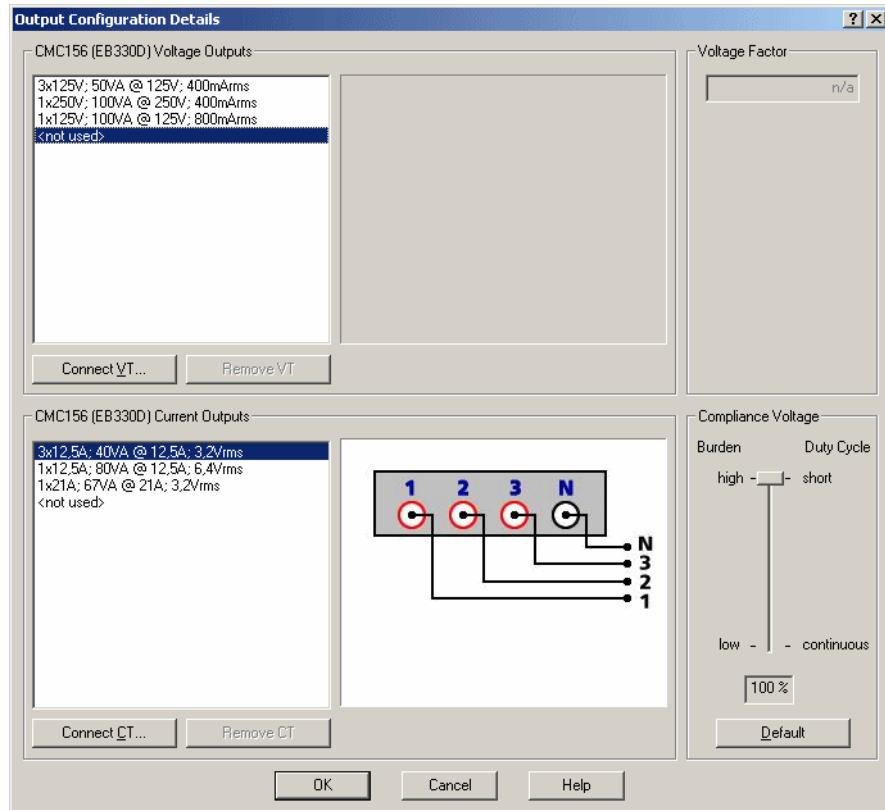 Output Configuration Details
CMC156 (EB330D) Voltage Outputs
3x125V; 50VA @ 125V; 400mArms
1x250V; 100VA @ 250V; 400mArms
1x125V; 100VA @ 125V; 800mArms
<not used>
Connect VT...
Remove VT
Voltage Factor
n/a
CMC156 (EB330D) Current Outputs
3x12,5A; 40VA @ 12,5A; 3,2Vrms
1x12,5A; 80VA @ 12,5A; 6,4Vrms
1x21A; 67VA @ 21A; 3,2Vrms
<not used>
1 2 3 N
N
3
2
1
Connect CT...
Remove CT
Compliance Voltage
Burden Duty Cycle
high - - short
low - - continuous
100 %
Default
OK
Cancel
Help